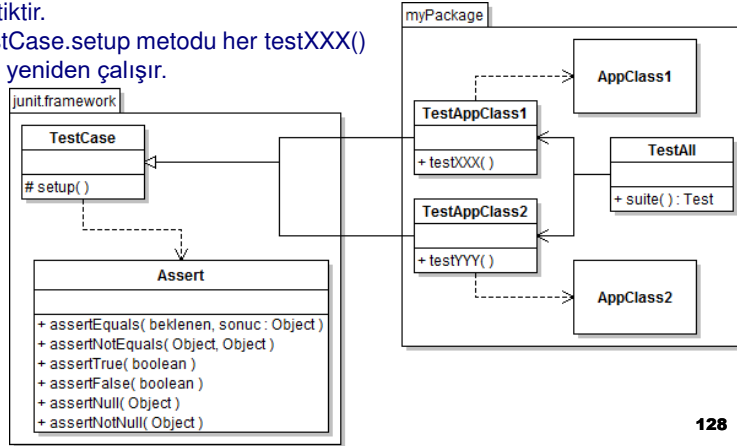 tiktir.
stCase.setup metodu her testXXX()
yeniden çalışır.
myPackage
AppClass1
junit.framework
TestCase
# setup( )
TestAppClass1
+ testXXX( )
TestAll
+ suite( ) : Test
TestAppClass2
+ testYYY( )
AppClass2
Assert
+ assertEquals( beklenen, sonuc : Object )
+ assertNotEquals( Object, Object )
+ assertTrue( boolean )
+ assertFalse( boolean )
+ assertNull( Object )
+ assertNotNull( Object )
128